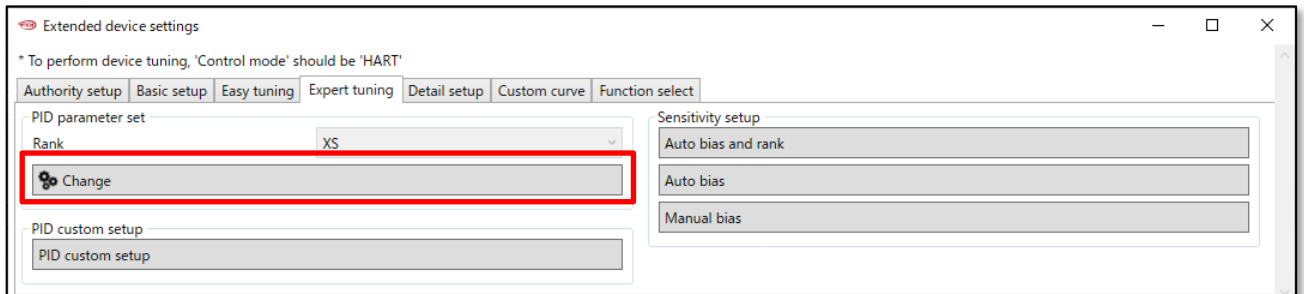 Extended device settings
* To perform device tuning, 'Control mode' should be 'HART'
Authority setup Basic setup Easy tuning Expert tuning Detail setup Custom curve Function select
PID parameter set
Rank XS
Change
PID custom setup
PID custom setup
Sensitivity setup
Auto bias and rank
Auto bias
Manual bias